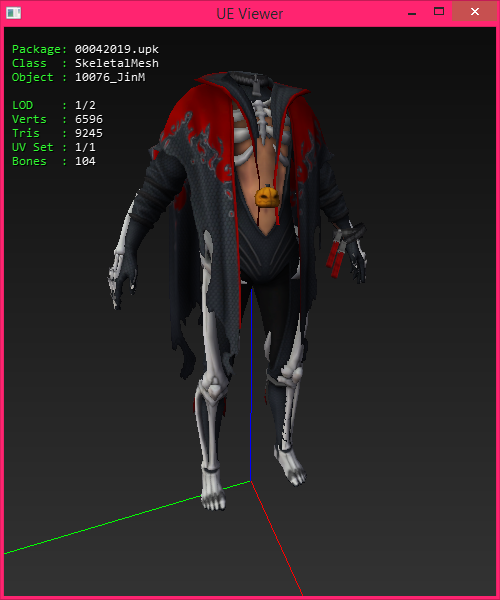 UE Viewer
Package: 00042019.upk
Class : SkeletalMesh
Object : 10076_JinM
LOD : 1/2
Verts : 6596
Tris : 9245
UV Set : 1/1
Bones : 104